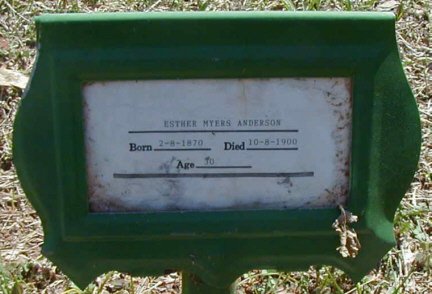 ESTHER MYERS ANDERSON
Born 2-8-1870 Died 10-8-1900
Age 30